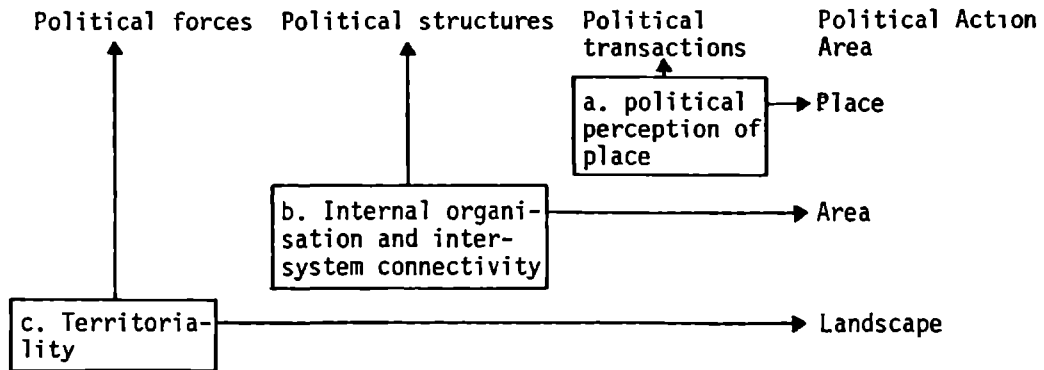 Political forces Political structures Political Political Action
transactions Area
a. political Place
perception of
place
b. Internal organi- Area
sation and inter-
system connectivity
c. Territoria- Landscape
lity